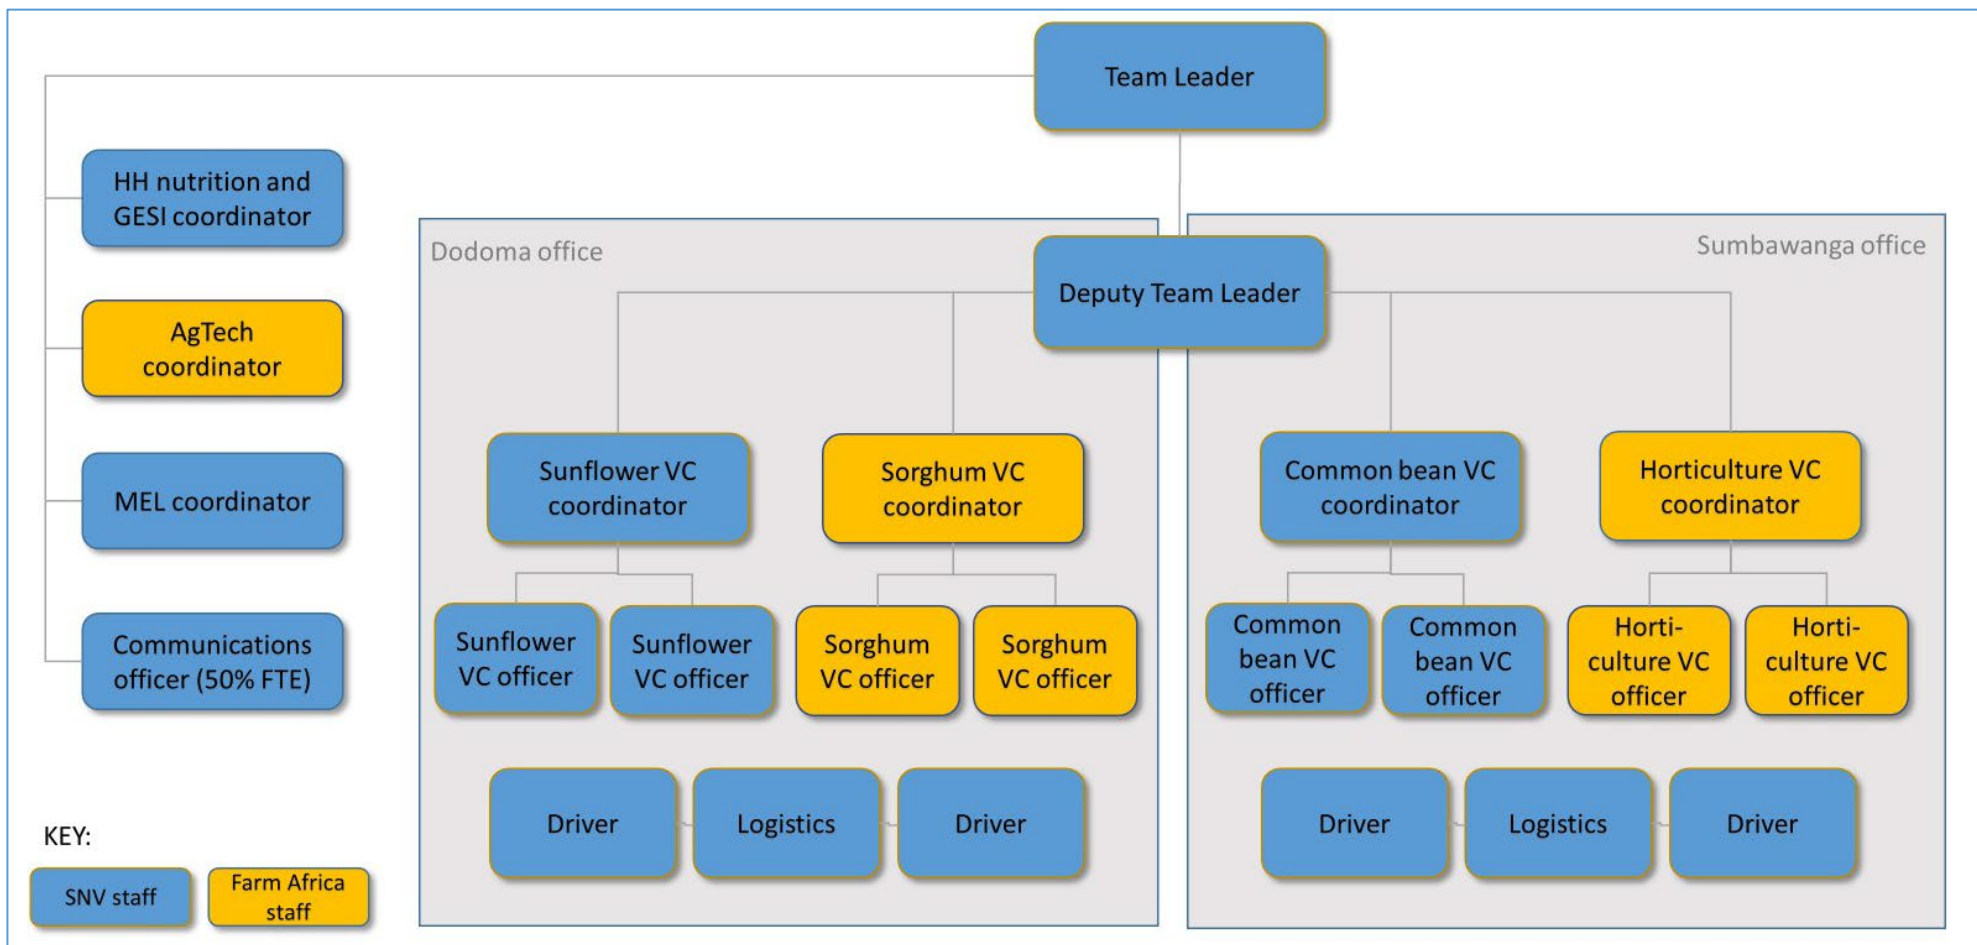 Team Leader
HH nutrition and
GESI coordinator
AgTech
coordinator
MEL coordinator
Communications
officer (50% FTE)
Dodoma office
Sumbawanga office
Deputy Team Leader
Sunflower VC
coordinator
Sorghum VC
coordinator
Common bean VC
coordinator
Horticulture VC
coordinator
Sunflower
VC officer
Sunflower
VC officer
Sorghum
VC officer
Sorghum
VC officer
Common
bean VC
officer
Common
bean VC
officer
Horti-
culture VC
officer
Horti-
culture VC
officer
Driver
Logistics
Driver
Driver
Logistics
Driver
KEY:
SNV staff
Farm Africa
staff